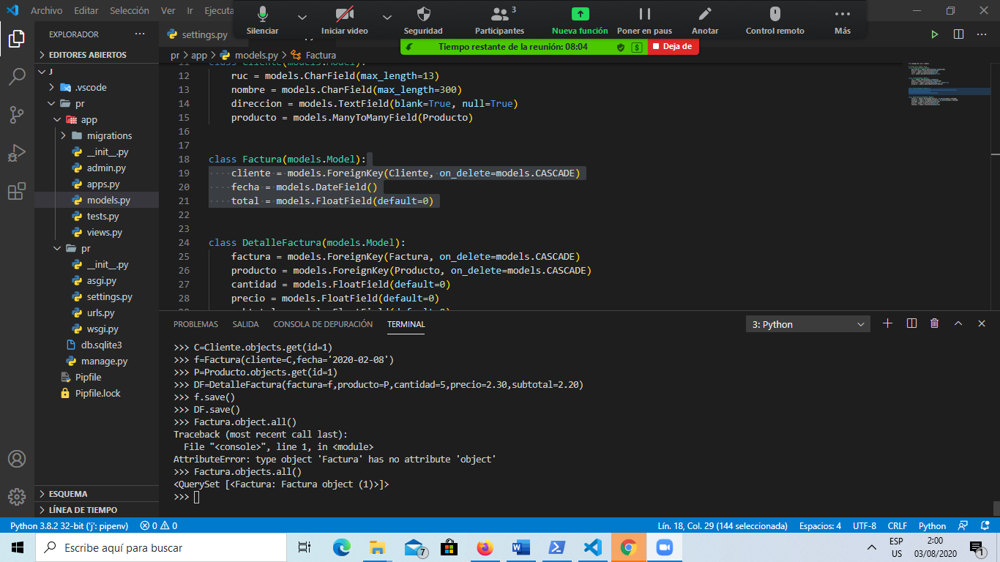 Archivo Editar Selección Ver Ir Ejecuta
Silenciar
Iniciar video
Seguridad
3
Participantes
Nueva función
Poner en pausa
Anotar
Control remoto
Más
Tiempo restante de la reunión: 08:04
Deja de
EXPLORADOR
EDITORES ABIERTOS
J
.vscode
pr
app
migrations
__init__.py
admin.py
apps.py
models.py
tests.py
views.py
pr
__init__.py
asgi.py
settings.py
urls.py
wsgi.py
db.sqlite3
manage.py
Pipfile
Pipfile.lock
ESQUEMA
LÍNEA DE TIEMPO
settings.py
pr > app > models.py > Factura
11 class Cliente(models.Model):
12 ruc = models.CharField(max_length=13)
13 nombre = models.CharField(max_length=300)
14 direccion = models.TextField(blank=True, null=True)
15 producto = models.ManyToManyField(Producto)
16
17
18 class Factura(models.Model):
19 cliente = models.ForeignKey(Cliente, on_delete=models.CASCADE)
20 fecha = models.DateField()
21 total = models.FloatField(default=0)
22
23
24 class DetalleFactura(models.Model):
25 factura = models.ForeignKey(Factura, on_delete=models.CASCADE)
26 producto = models.ForeignKey(Producto, on_delete=models.CASCADE)
27 cantidad = models.FloatField(default=0)
28 precio = models.FloatField(default=0)
PROBLEMAS SALIDA CONSOLA DE DEPURACIÓN TERMINAL
3: Python
>>> C=Cliente.objects.get(id=1)
>>> f=Factura(cliente=C,fecha='2020-02-08')
>>> P=Producto.objects.get(id=1)
>>> DF=DetalleFactura(factura=f,producto=P,cantidad=5,precio=2.30,subtotal=2.20)
>>> f.save()
>>> DF.save()
>>> Factura.object.all()
Traceback (most recent call last):
File "<console>", line 1, in <module>
AttributeError: type object 'Factura' has no attribute 'object'
>>> Factura.objects.all()
<QuerySet [<Factura: Factura object (1)>]>
>>>
Python 3.8.2 32-bit ('j': pipenv) 0 0 Lín. 18, Col. 29 (144 seleccionada) Espacios: 4 UTF-8 CRLF Python
Escribe aquí para buscar
7
ESP
US
2:00
03/08/2020
1